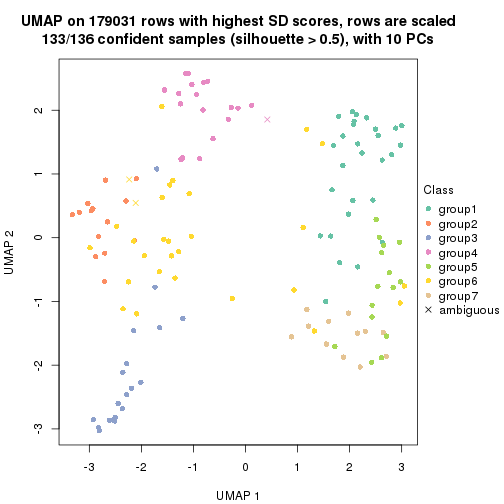 UMAP on 179031 rows with highest SD scores, rows are scaled
133/136 confident samples (silhouette > 0.5), with 10 PCs
UMAP 2
2
1
0
-1
-2
-3
-3
-2
-1
0
1
2
3
UMAP 1
Class
group1
group2
group3
group4
group5
group6
group7
ambiguous